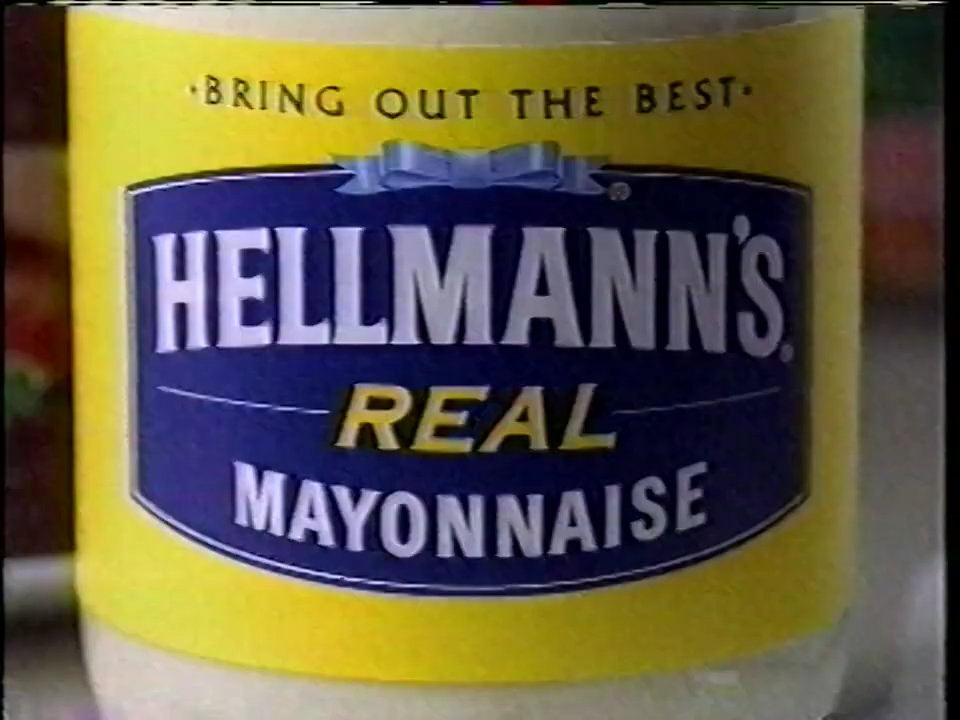 ·BRING OUT THE BEST·
®
HELLMANN'S®
REAL
MAYONNAISE